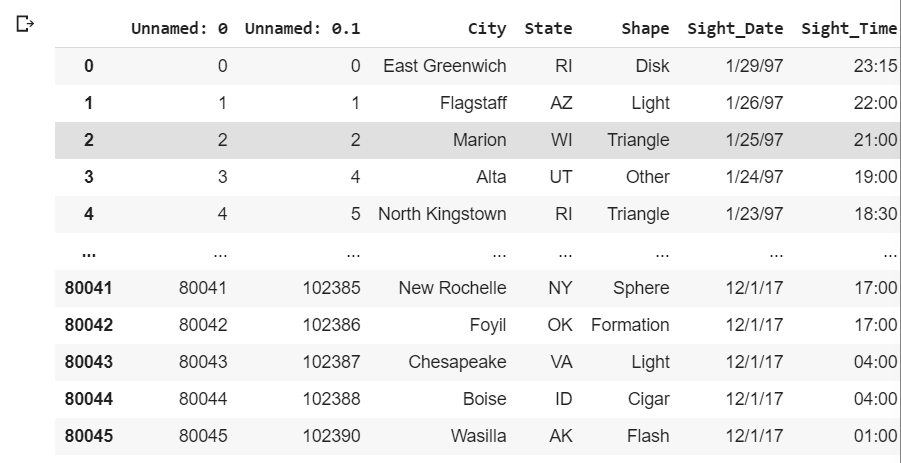 Unnamed: 0 Unnamed: 0.1 City State Shape Sight_Date Sight_Time
0 0 0 East Greenwich RI Disk 1/29/97 23:15
1 1 1 Flagstaff AZ Light 1/26/97 22:00
2 2 2 Marion WI Triangle 1/25/97 21:00
3 3 4 Alta UT Other 1/24/97 19:00
4 4 5 North Kingstown RI Triangle 1/23/97 18:30
... ... ... ... ... ... ... ...
80041 80041 102385 New Rochelle NY Sphere 12/1/17 17:00
80042 80042 102386 Foyil OK Formation 12/1/17 17:00
80043 80043 102387 Chesapeake VA Light 12/1/17 04:00
80044 80044 102388 Boise ID Cigar 12/1/17 04:00
80045 80045 102390 Wasilla AK Flash 12/1/17 01:00